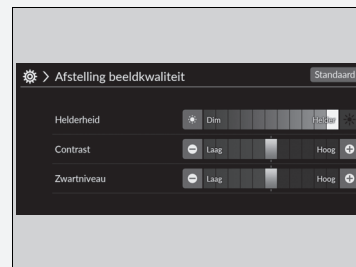 > Afstelling beeldkwaliteit Standaard
Helderheid Dim Helder
Contrast Laag Hoog
Zwartniveau Laag Hoog